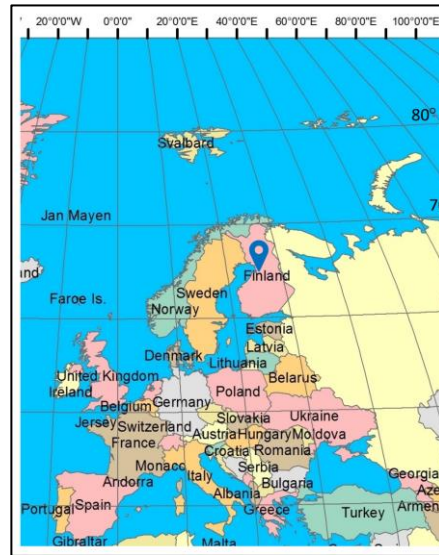 20°0'0"W 0°0'0" 20°0'0"E 40°0'0"E 60°0'0"E 80°0'0"E 100°0'0"E
80°
Svalbard
7
Jan Mayen
Finland
Faroe Is.
Sweden
Norway
Estonia
Latvia
Denmark
Lithuania
United Kingdom
Ireland
Belarus
Poland
Belgium
Germany
Jersey
Slovakia
Ukraine
Switzerland
Austria
Hungary
Moldova
France
Croatia
Romania
Monaco
Serbia
Andorra
Italy
Bulgaria
Georgia
Portugal
Spain
Albania
Greece
Turkey
Armen
Gibraltar
Malta